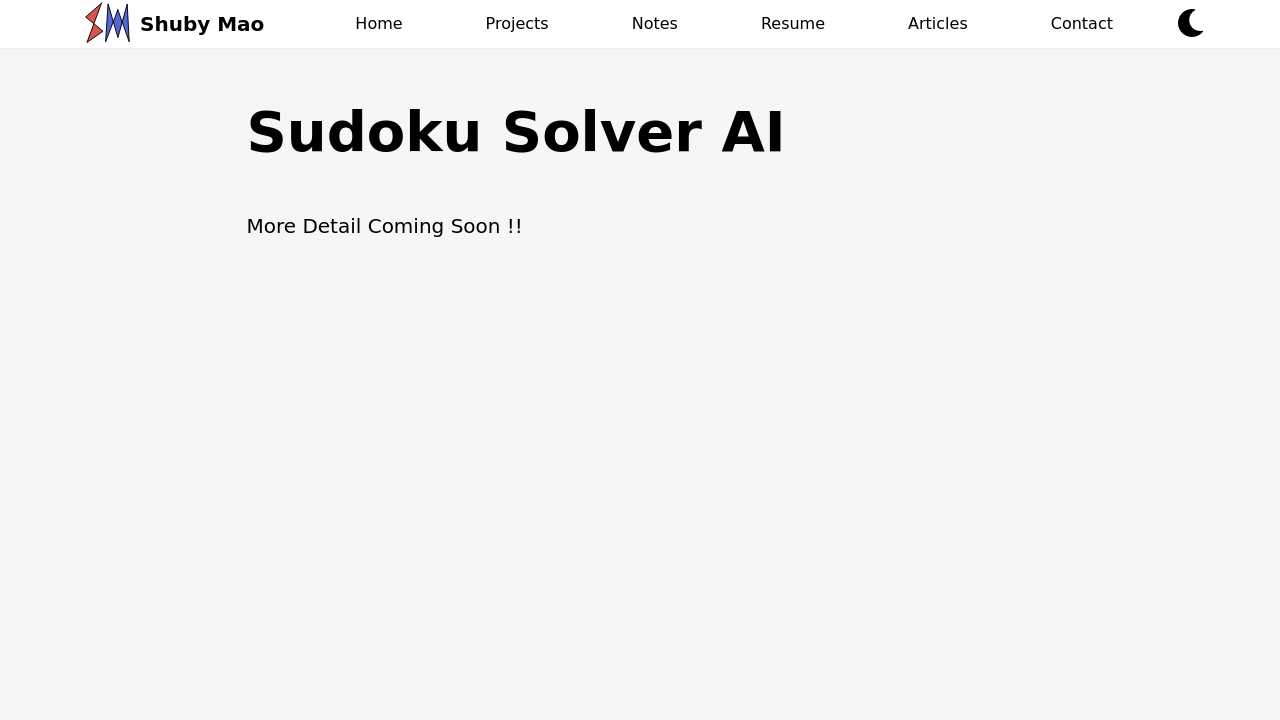 Shuby Mao Home Projects Notes Resume Articles Contact
Sudoku Solver AI
More Detail Coming Soon !!